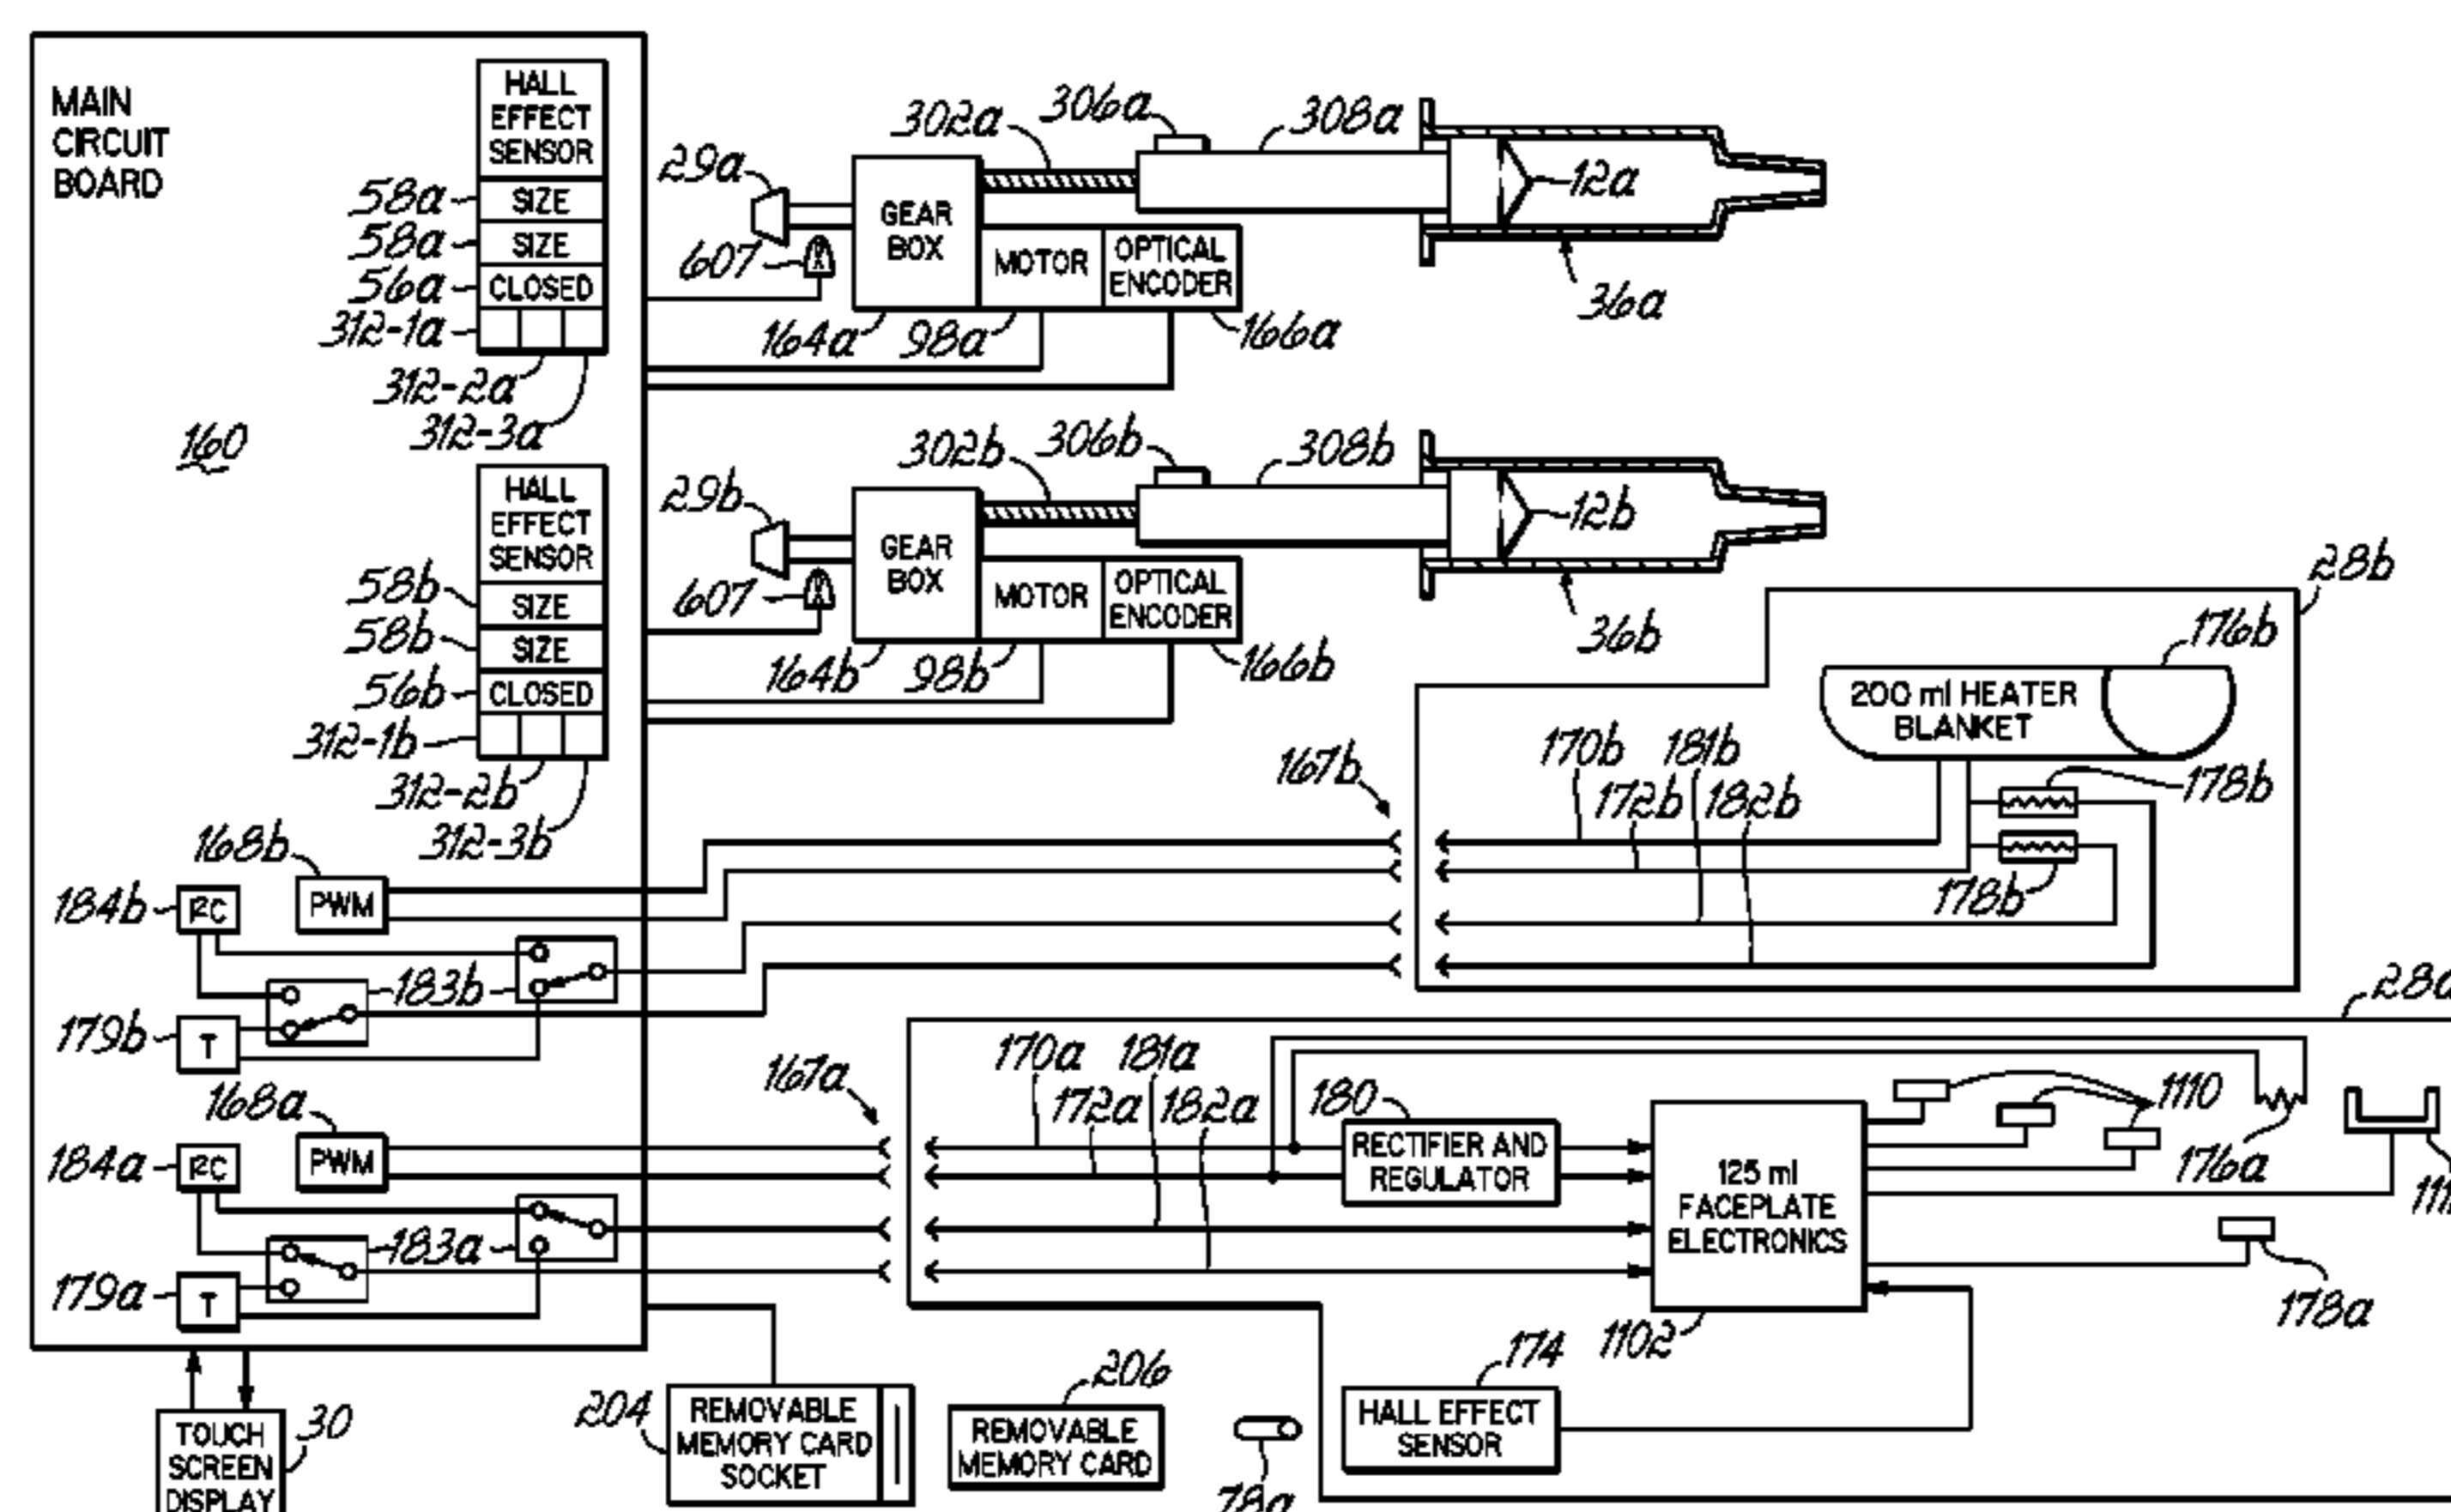 MAIN
CIRCUIT
BOARD
160
HALL
EFFECT
SENSOR
58a
SIZE
58a
SIZE
56a
CLOSED
312-1a
312-2a
312-3a
29a
607
302a
306a
308a
GEAR
BOX
MOTOR
OPTICAL
ENCODER
164a
98a
166a
12a
36a
HALL
EFFECT
SENSOR
58b
SIZE
58b
SIZE
56b
CLOSED
312-1b
312-2b
312-3b
29b
607
302b
306b
308b
GEAR
BOX
MOTOR
OPTICAL
ENCODER
164b
98b
166b
12b
36b
28b
176b
200 ml HEATER
BLANKET
167b
170b
181b
172b
182b
178b
178b
168b
184b
I²C
PWM
183b
179b
T
28a
167a
170a
181a
172a
182a
180
RECTIFIER AND
REGULATOR
125 ml
FACEPLATE
ELECTRONICS
1110
176a
178a
1102
168a
184a
I²C
PWM
183a
179a
T
174
HALL EFFECT
SENSOR
204
REMOVABLE
MEMORY CARD
SOCKET
206
REMOVABLE
MEMORY CARD
78a
30
TOUCH
SCREEN
DISPLAY